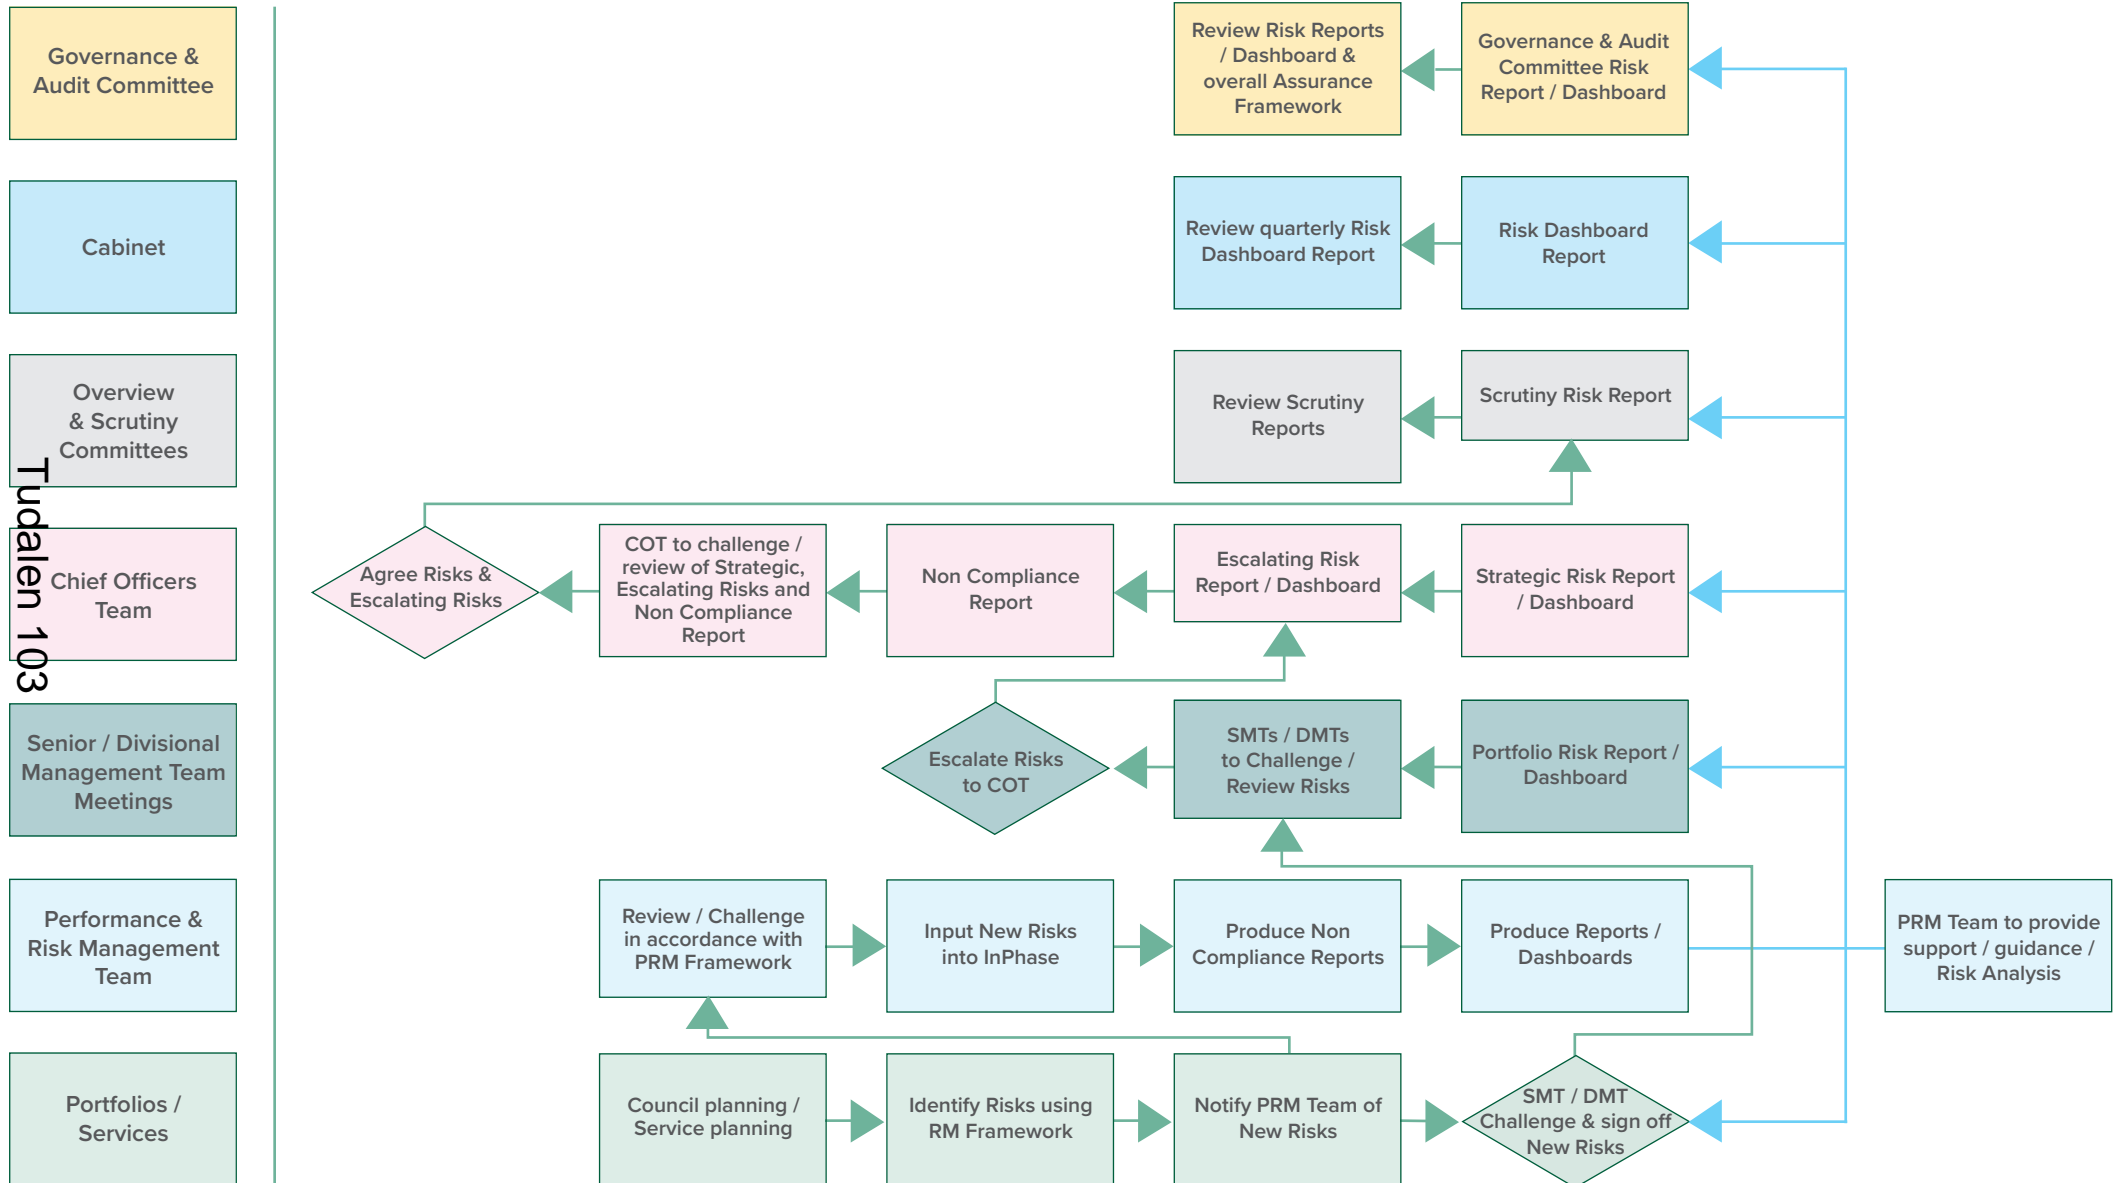 Governance &
Audit Committee
Review Risk Reports
/ Dashboard &
overall Assurance
Framework
Governance & Audit
Committee Risk
Report / Dashboard
Cabinet
Review quarterly Risk
Dashboard Report
Risk Dashboard
Report
Overview
& Scrutiny
Committees
Review Scrutiny
Reports
Scrutiny Risk Report
Tudalen 103
Chief Officers
Team
Agree Risks &
Escalating Risks
COT to challenge /
review of Strategic,
Escalating Risks and
Non Compliance
Report
Non Compliance
Report
Escalating Risk
Report / Dashboard
Strategic Risk Report
/ Dashboard
Senior / Divisional
Management Team
Meetings
Escalate Risks
to COT
SMTs / DMTs
to Challenge /
Review Risks
Portfolio Risk Report /
Dashboard
Performance &
Risk Management
Team
Review / Challenge
in accordance with
PRM Framework
Input New Risks
into InPhase
Produce Non
Compliance Reports
Produce Reports /
Dashboards
PRM Team to provide
support / guidance /
Risk Analysis
Portfolios /
Services
Council planning /
Service planning
Identify Risks using
RM Framework
Notify PRM Team of
New Risks
SMT / DMT
Challenge & sign off
New Risks